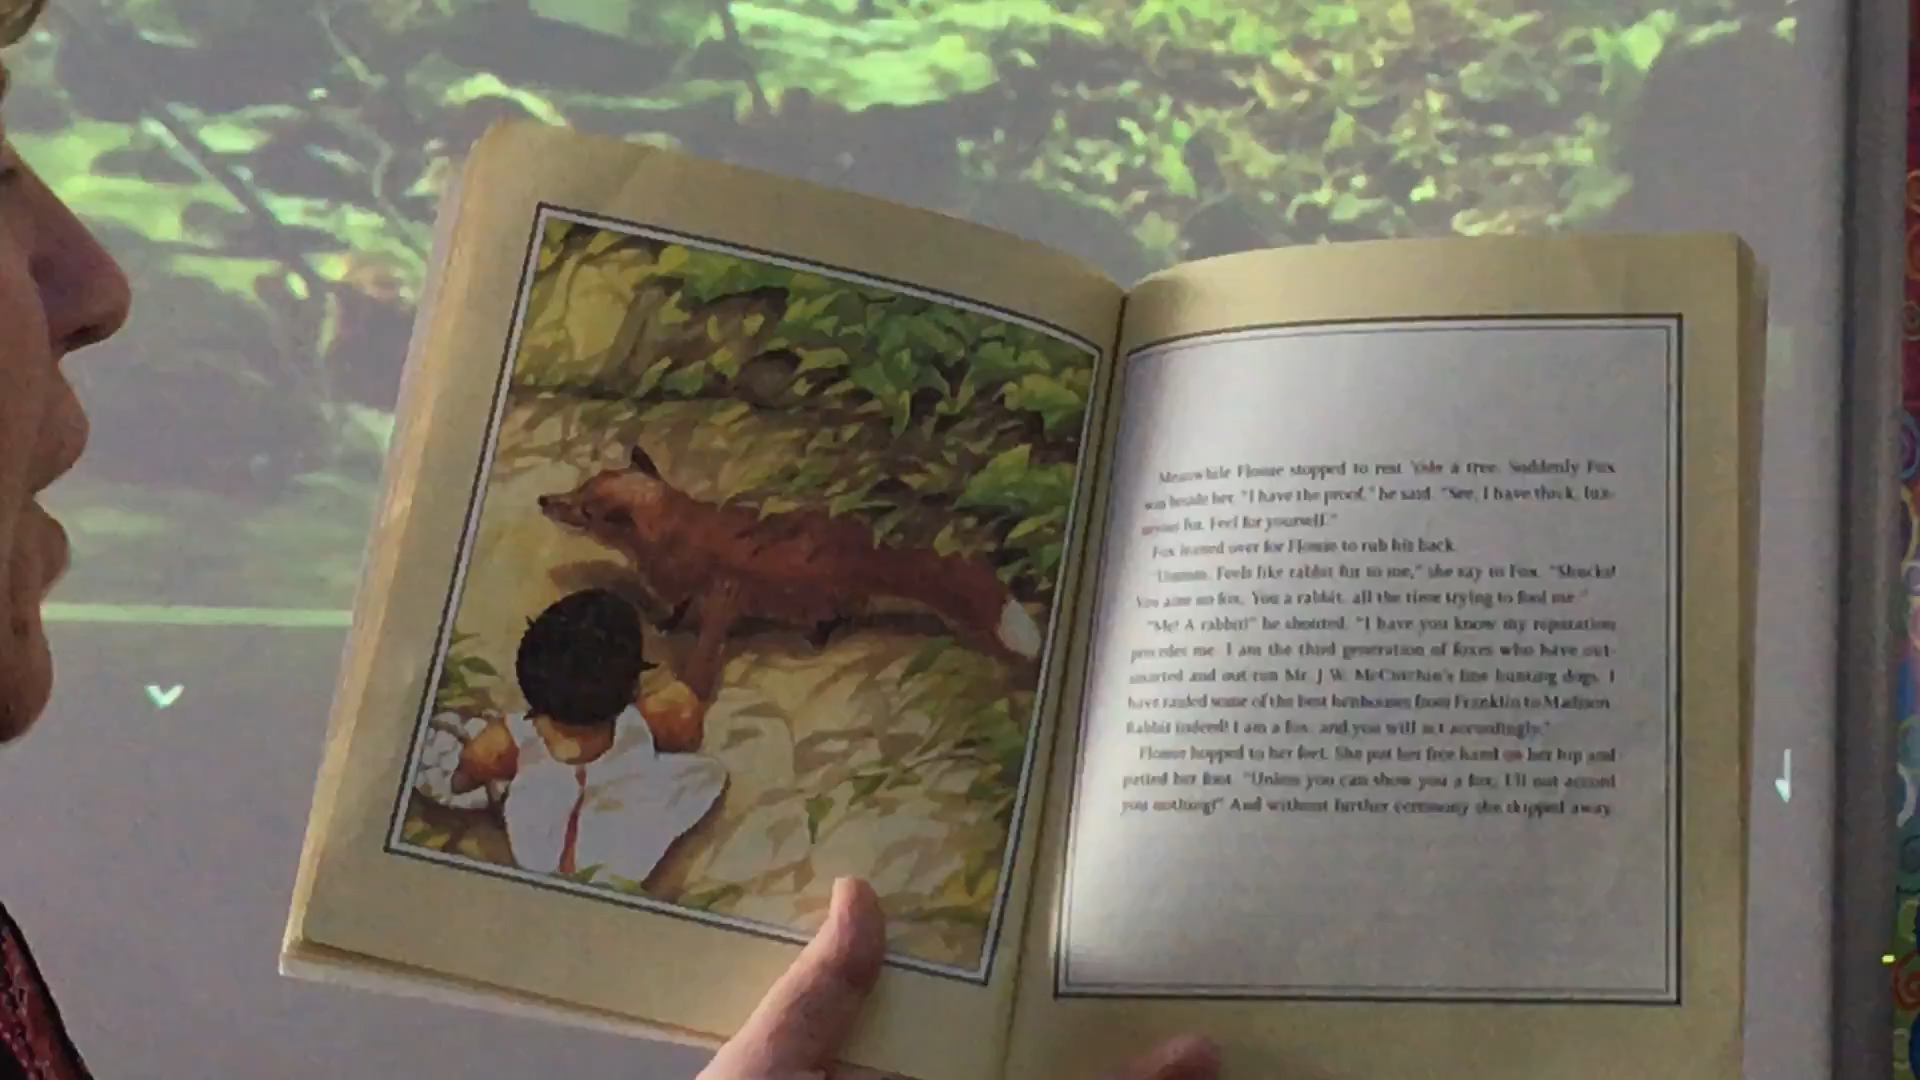 Meanwhile Flossie stopped to rest 'side a tree. Suddenly Fox
was beside her. "I have the proof," he said. "See, I have thick, lux-
urious fur. Feel for yourself."
Fox leaned over for Flossie to rub his back.
"Ummm. Feels like rabbit fur to me," she say to Fox. "Shucks!
You aine no fox. You a rabbit, all the time trying to fool me."
"Me! A rabbit!" he shouted. "I have you know my reputation
precedes me. I am the third generation of foxes who have out-
smarted and out-run Mr. J. W. McCutchin's fine hunting dogs. I
have raided some of the best henhouses from Franklin to Madison.
Rabbit indeed! I am a fox, and you will act accordingly."
Flossie hopped to her feet. She put her free hand on her hip and
patted her foot. "Unless you can show you a fox, I'll not accord
you nothing!" And without further ceremony she skipped away.